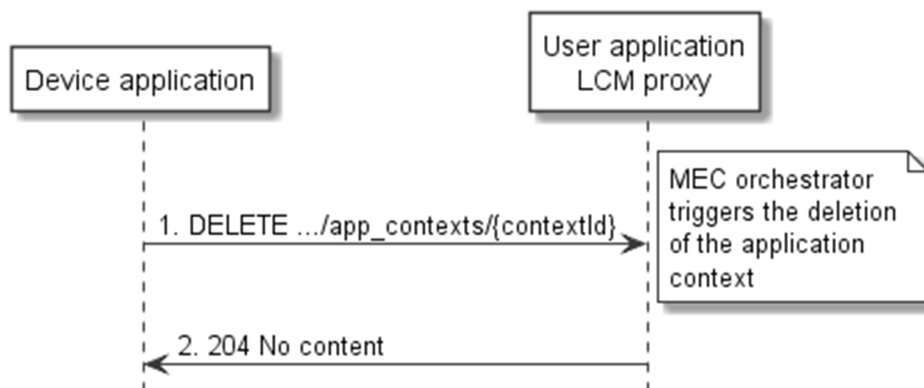 Device application
User application
LCM proxy
MEC orchestrator
triggers the deletion
of the application
context
1. DELETE .../app_contexts/{contextId}
2. 204 No content